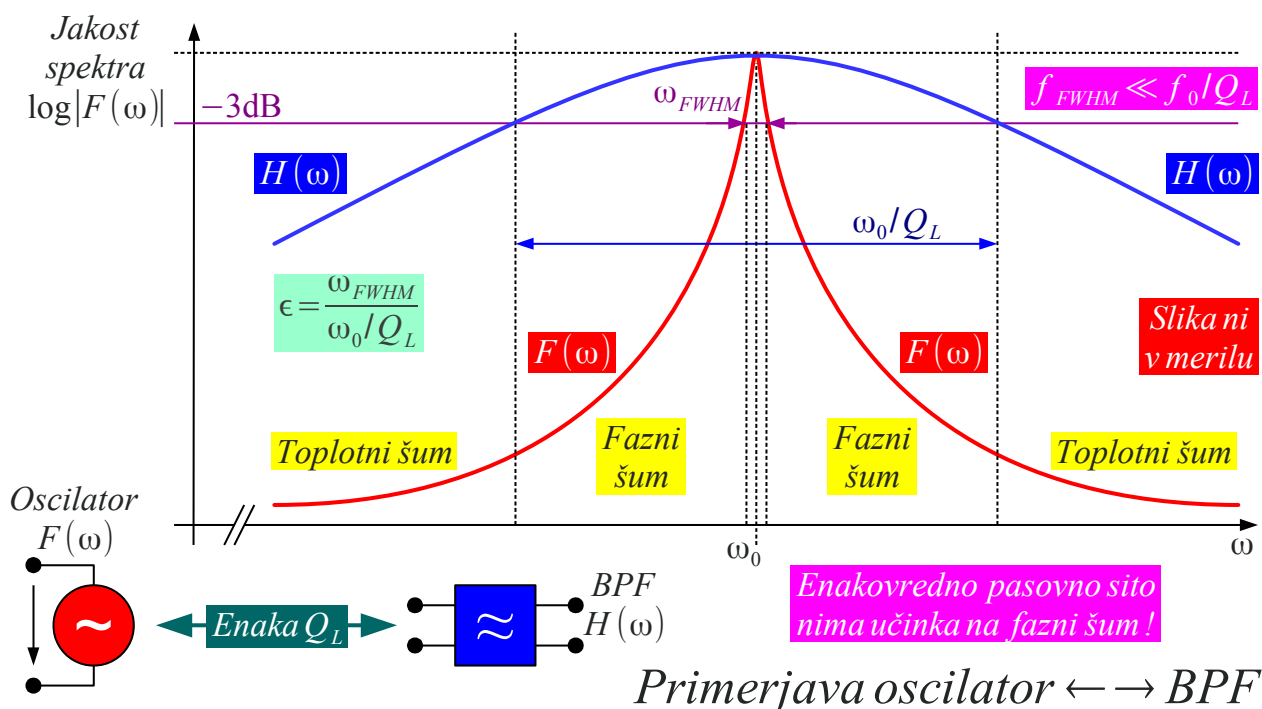 Jakost
spektra
log|F(ω)|
−3dB
ω_FWHM
f_FWHM ≪ f_0/Q_L
H(ω)
H(ω)
ω_0/Q_L
ϵ = ω_FWHM / ω_0/Q_L
F(ω)
F(ω)
Slika ni
v merilu
Toplotni šum
Fazni
šum
Fazni
šum
Toplotni šum
ω_0
ω
Oscilator
F(ω)
~
Enaka Q_L
≈
BPF
H(ω)
Enakovredno pasovno sito
nima učinka na fazni šum!
Primerjava oscilator ←→ BPF